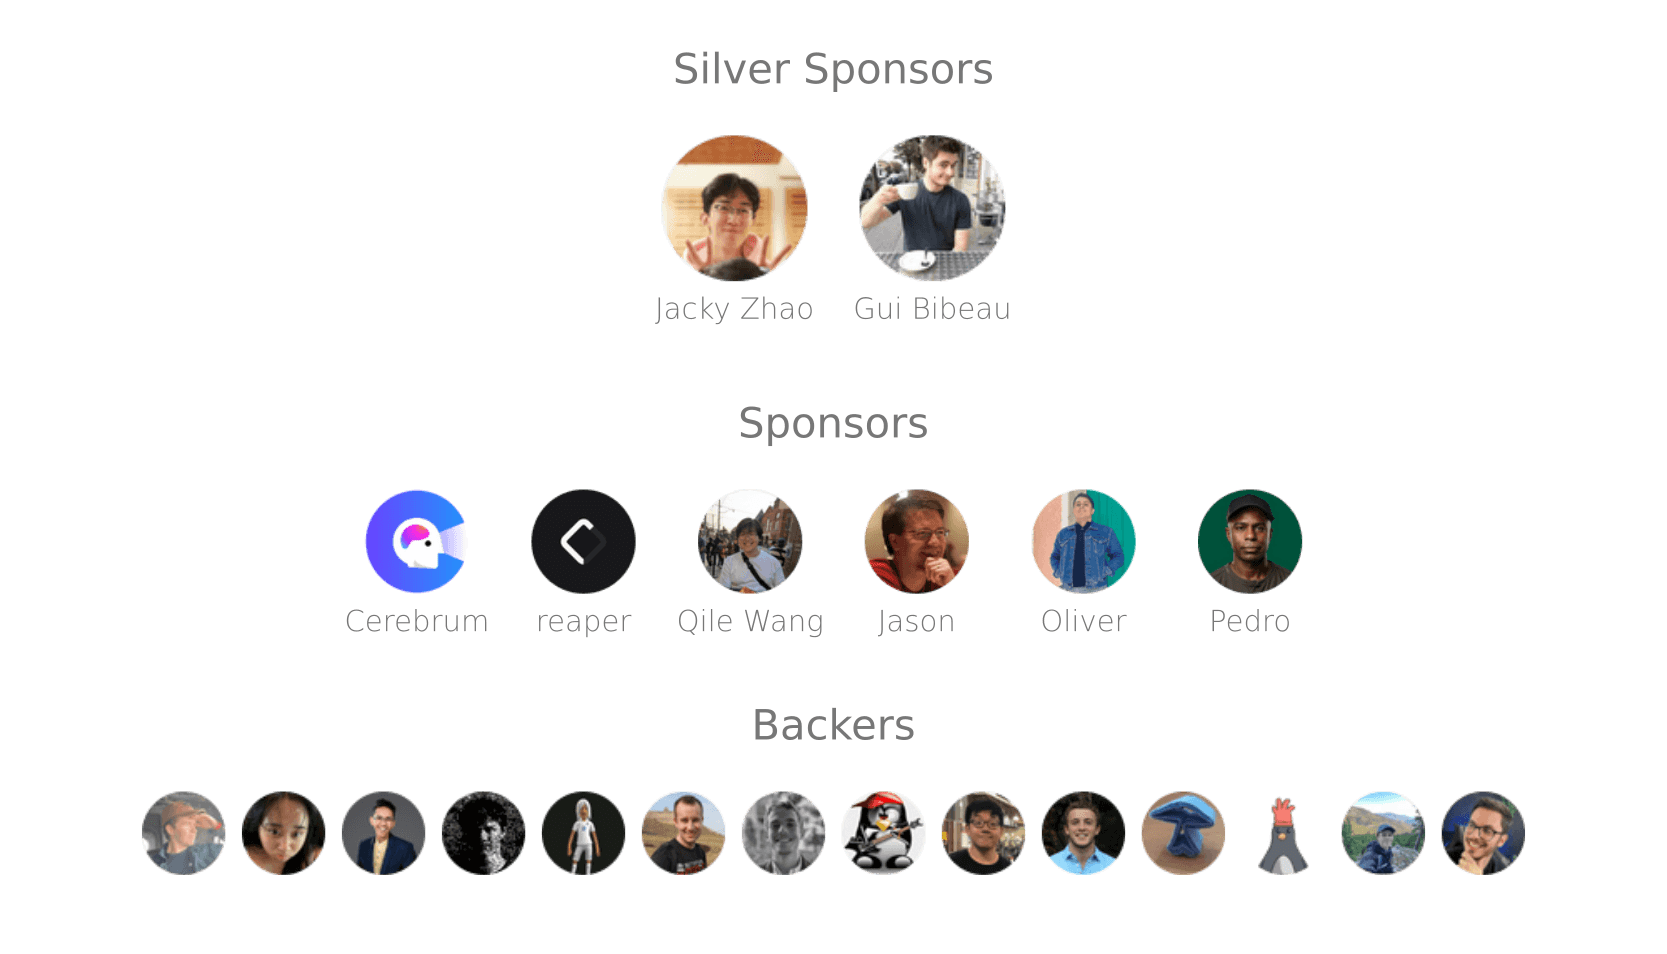 Silver Sponsors
Jacky Zhao Gui Bibeau
Sponsors
Cerebrum reaper Qile Wang Jason Oliver Pedro
Backers